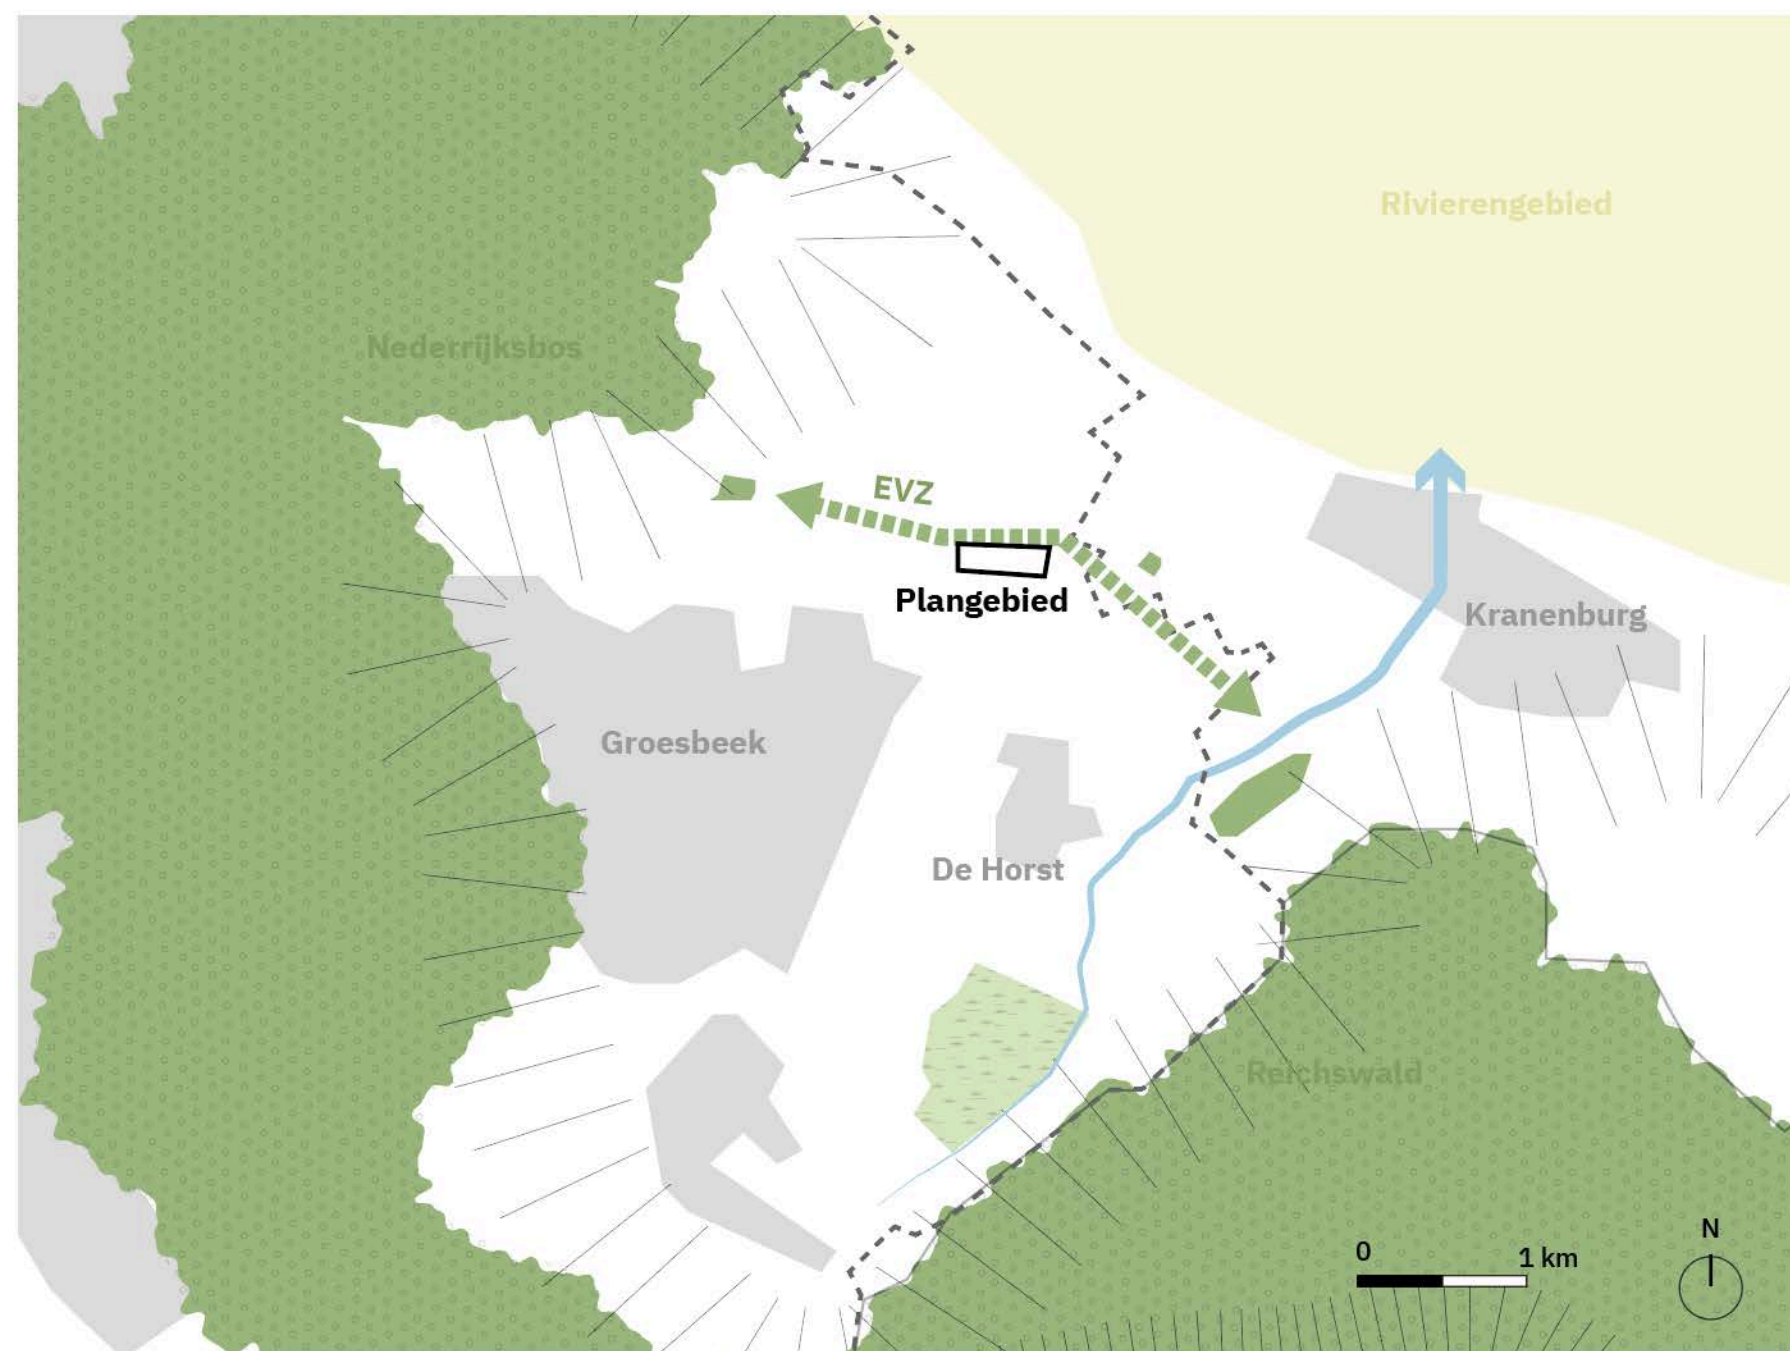 Rivierengebied
Nederrijksbos
EVZ
Plangebied
Kranenburg
Groesbeek
De Horst
Reichswald
N
0
1 km